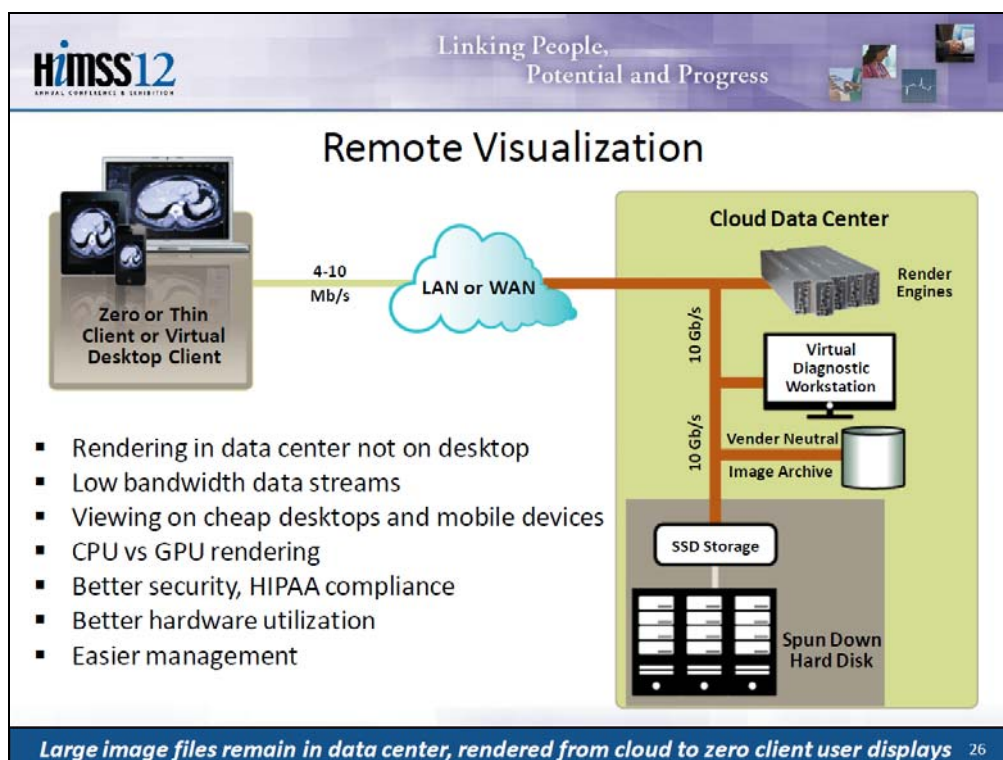 HIMSS12
ANNUAL CONFERENCE & EXHIBITION
Linking People,
Potential and Progress
Remote Visualization
Zero or Thin
Client or Virtual
Desktop Client
4-10
Mb/s
LAN or WAN
Cloud Data Center
Render
Engines
10 Gb/s
Virtual
Diagnostic
Workstation
10 Gb/s
Vender Neutral
Image Archive
SSD Storage
Spun Down
Hard Disk
▪ Rendering in data center not on desktop
▪ Low bandwidth data streams
▪ Viewing on cheap desktops and mobile devices
▪ CPU vs GPU rendering
▪ Better security, HIPAA compliance
▪ Better hardware utilization
▪ Easier management
Large image files remain in data center, rendered from cloud to zero client user displays 26